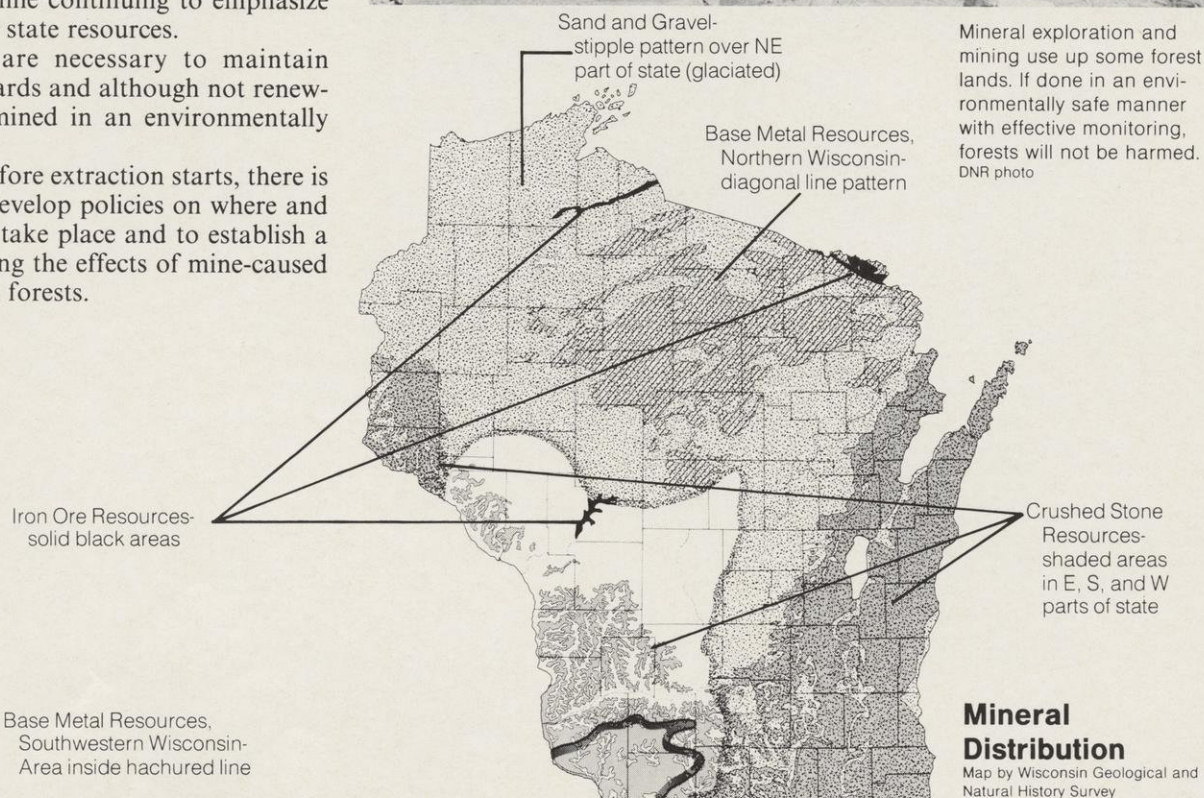 while continuing to emphasize
state resources.
are necessary to maintain
ards and although not renew-
mined in an environmentally
fore extraction starts, there is
evelop policies on where and
take place and to establish a
ng the effects of mine-caused
forests.
Sand and Gravel-
stipple pattern over NE
part of state (glaciated)
Mineral exploration and
mining use up some forest
lands. If done in an envi-
ronmentally safe manner
with effective monitoring,
forests will not be harmed.
DNR photo
Base Metal Resources,
Northern Wisconsin-
diagonal line pattern
Iron Ore Resources-
solid black areas
Crushed Stone
Resources-
shaded areas
in E, S, and W
parts of state
Base Metal Resources,
Southwestern Wisconsin-
Area inside hachured line
Mineral
Distribution
Map by Wisconsin Geological and
Natural History Survey